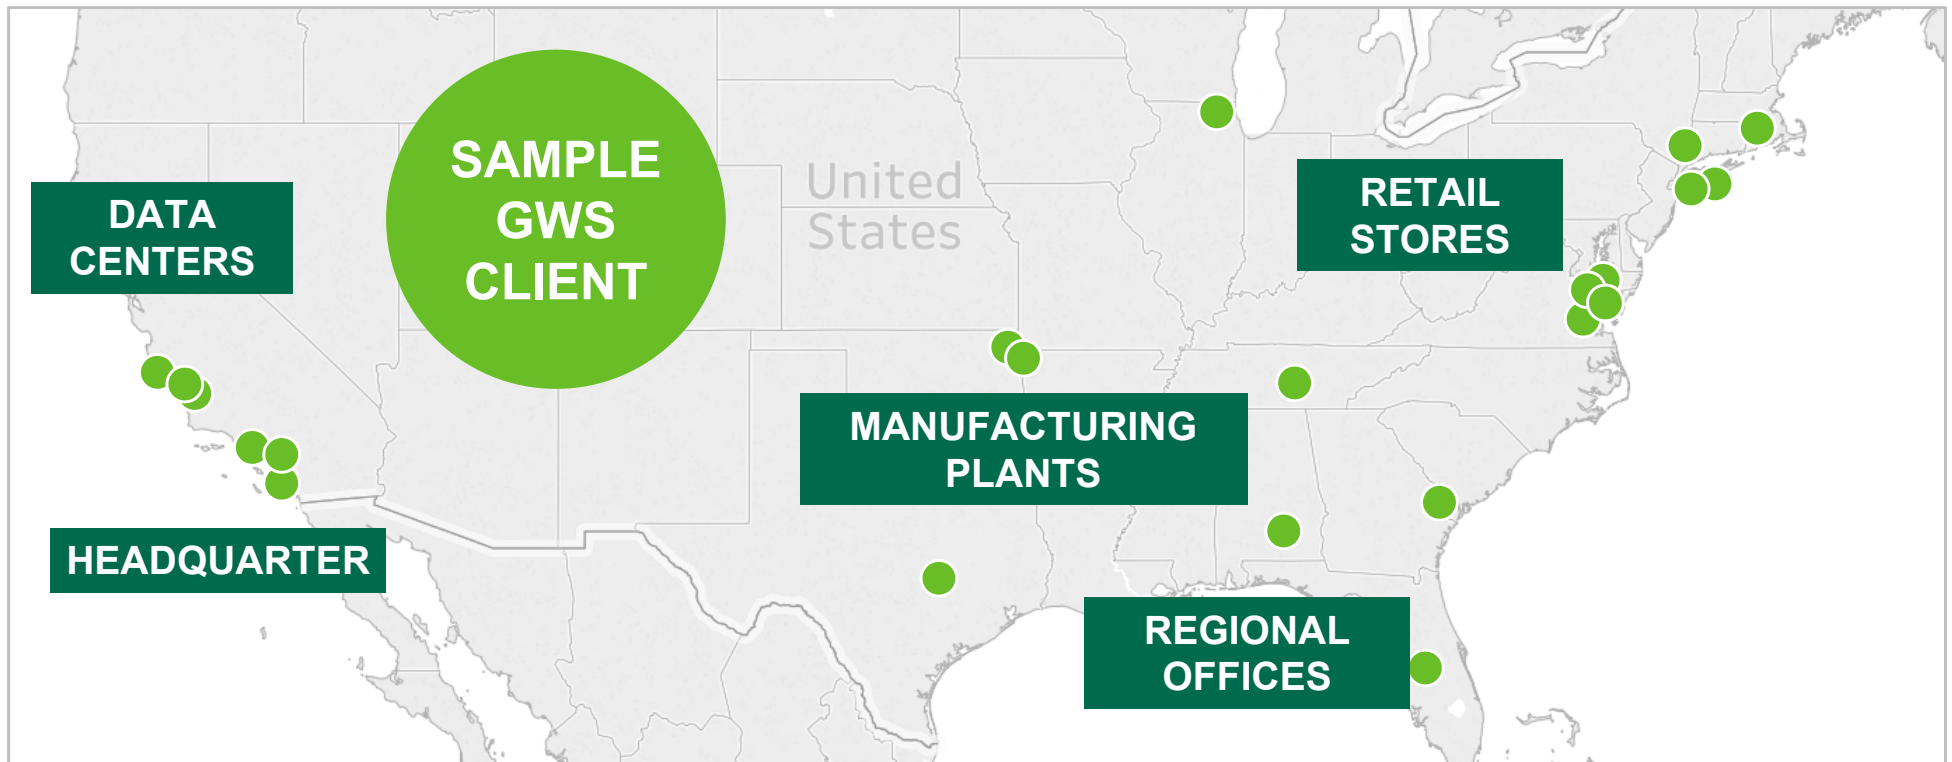 SAMPLE
GWS
CLIENT
United
States
DATA
CENTERS
RETAIL
STORES
MANUFACTURING
PLANTS
HEADQUARTER
REGIONAL
OFFICES